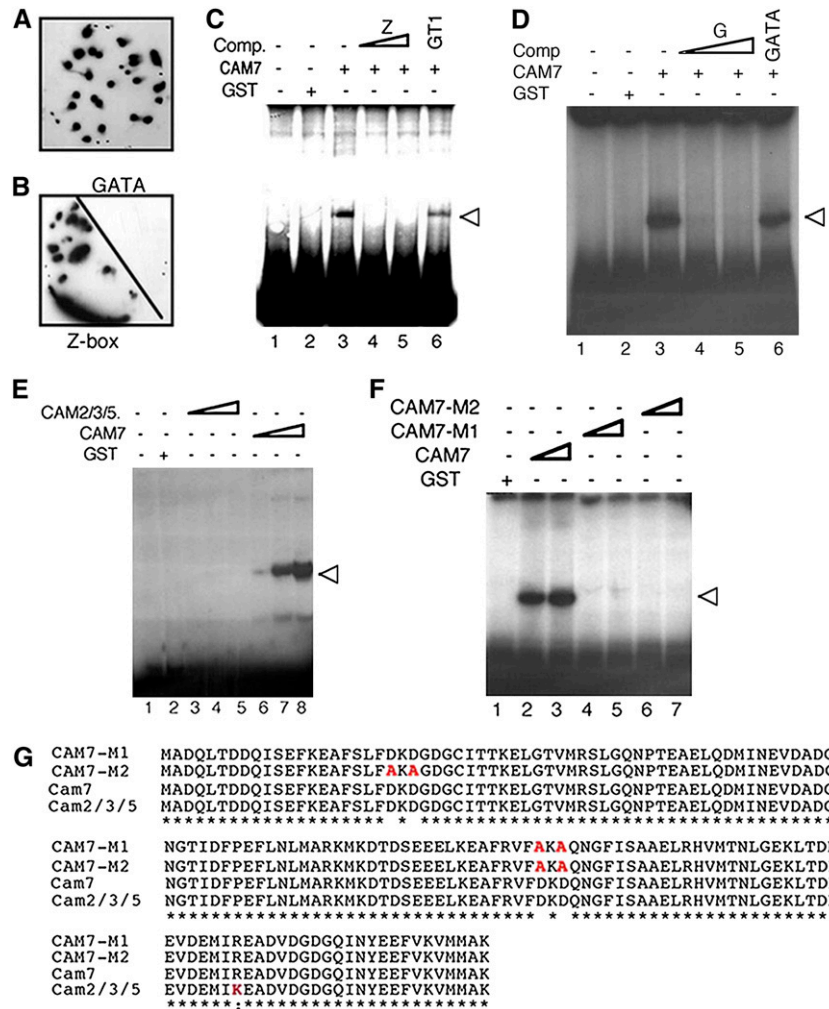 A
B
GATA
Z-box
C
Z
GT1
Comp. - - - - - -
CAM7 - - + + + +
GST - + - - - -
1 2 3 4 5 6
D
G
GATA
Comp - - -
CAM7 - - + + + +
GST - + - - - -
1 2 3 4 5 6
E
CAM2/3/5. - - - - -
CAM7 - - - - -
GST - + - - - - - -
1 2 3 4 5 6 7 8
F
CAM7-M2 - - - - -
CAM7-M1 - - - - -
CAM7 - - - - -
GST + - - - - - -
1 2 3 4 5 6 7
G
CAM7-M1 MADQLTDDQISEFKEAFSLFDKDGDGCITTKELGTVMRSLGQNPTEAELQDMINEVDADG
CAM7-M2 MADQLTDDQISEFKEAFSLFAKAGDGCITTKELGTVMRSLGQNPTEAELQDMINEVDADG
Cam7 MADQLTDDQISEFKEAFSLFDKDGDGCITTKELGTVMRSLGQNPTEAELQDMINEVDADG
Cam2/3/5 MADQLTDDQISEFKEAFSLFDKDGDGCITTKELGTVMRSLGQNPTEAELQDMINEVDADG
******************** * *************************************
CAM7-M1 NGTIDFPEFLNLMARKMKDTDSEEELKEAFRVFAKAQNGFISAAELRHVMTNLGEKLTDE
CAM7-M2 NGTIDFPEFLNLMARKMKDTDSEEELKEAFRVFAKAQNGFISAAELRHVMTNLGEKLTDE
Cam7 NGTIDFPEFLNLMARKMKDTDSEEELKEAFRVFDKDQNGFISAAELRHVMTNLGEKLTDE
Cam2/3/5 NGTIDFPEFLNLMARKMKDTDSEEELKEAFRVFDKDQNGFISAAELRHVMTNLGEKLTDE
********************************* * ************************
CAM7-M1 EVDEMIREADVDGDGQINYEEFVKVMMAK
CAM7-M2 EVDEMIREADVDGDGQINYEEFVKVMMAK
Cam7 EVDEMIREADVDGDGQINYEEFVKVMMAK
Cam2/3/5 EVDEMIKEADVDGDGQINYEEFVKVMMAK
******:**********************